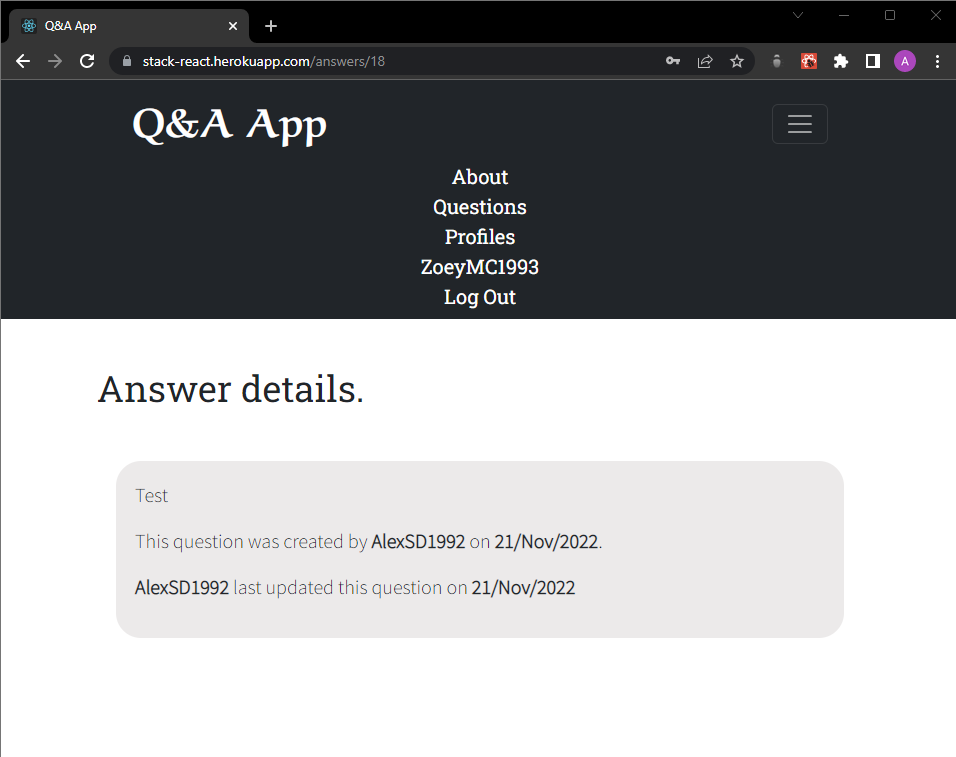 Q&A App
stack-react.herokuapp.com/answers/18
A
Q&A App
About
Questions
Profiles
ZoeyMC1993
Log Out
Answer details.
Test
This question was created by AlexSD1992 on 21/Nov/2022.
AlexSD1992 last updated this question on 21/Nov/2022